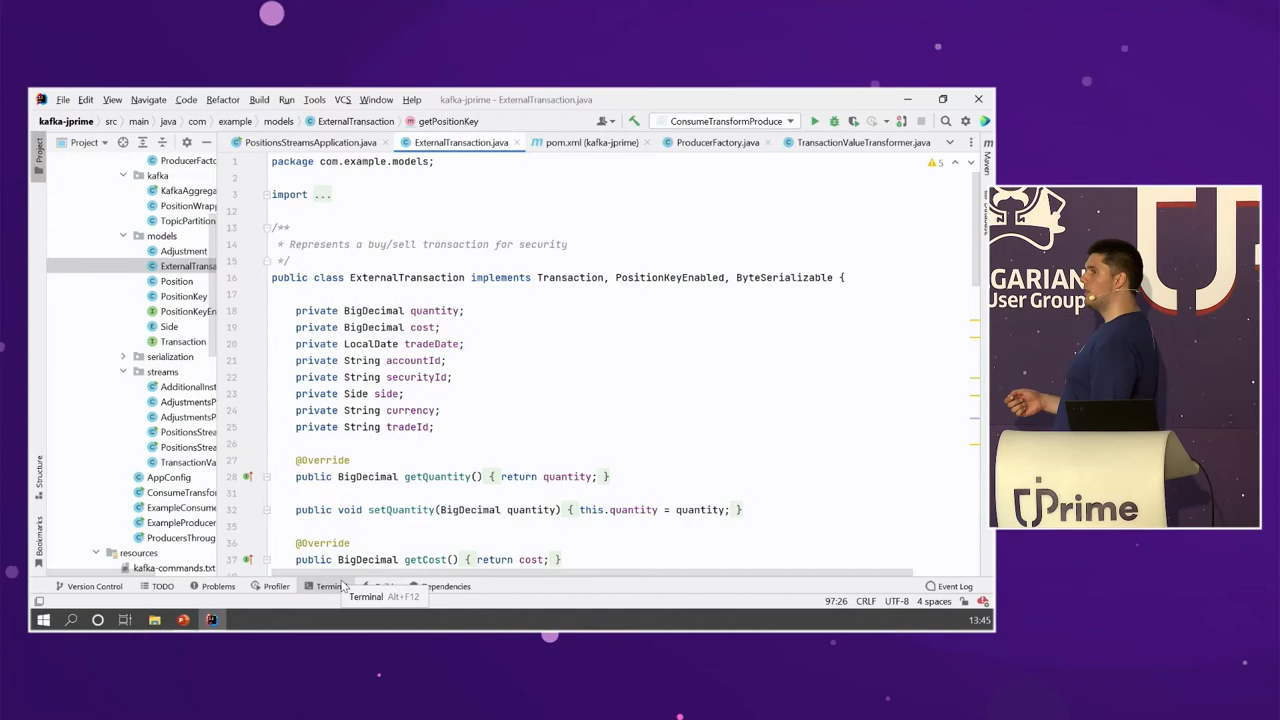 File Edit View Navigate Code Refactor Build Run Tools VCS Window Help kafka-jprime - ExternalTransaction.java
kafka-jprime src main java com example models ExternalTransaction getPositionKey ConsumeTransformProduce
Project PositionsStreamsApplication.java ExternalTransaction.java pom.xml (kafka-jprime) ProducerFactory.java TransactionValueTransformer.java
Project
Structure
Bookmarks
ProducerFacto
kafka
KafkaAggrega
PositionWrap
TopicPartition
models
Adjustment
ExternalTransa
Position
PositionKey
PositionKeyEn
Side
Transaction
serialization
streams
AdditionalInst
AdjustmentsP
AdjustmentsP
PositionsStrea
PositionsStrea
TransactionVa
AppConfig
ConsumeTransfo
ExampleConsume
ExampleProducer
ProducersThroug
resources
kafka-commands.txt
1 package com.example.models;
2
3 import ...
12
13 /**
14 * Represents a buy/sell transaction for security
15 */
16 public class ExternalTransaction implements Transaction, PositionKeyEnabled, ByteSerializable {
17
18 private BigDecimal quantity;
19 private BigDecimal cost;
20 private LocalDate tradeDate;
21 private String accountId;
22 private String securityId;
23 private Side side;
24 private String currency;
25 private String tradeId;
26
27 @Override
28 public BigDecimal getQuantity() { return quantity; }
31
32 public void setQuantity(BigDecimal quantity) { this.quantity = quantity; }
35
36 @Override
37 public BigDecimal getCost() { return cost; }
5
Maven
Version Control TODO Problems Profiler Dependencies Event Log
Terminal Alt+F12
97:26 CRLF UTF-8 4 spaces
13:45
GARIAN
User Group
Prime